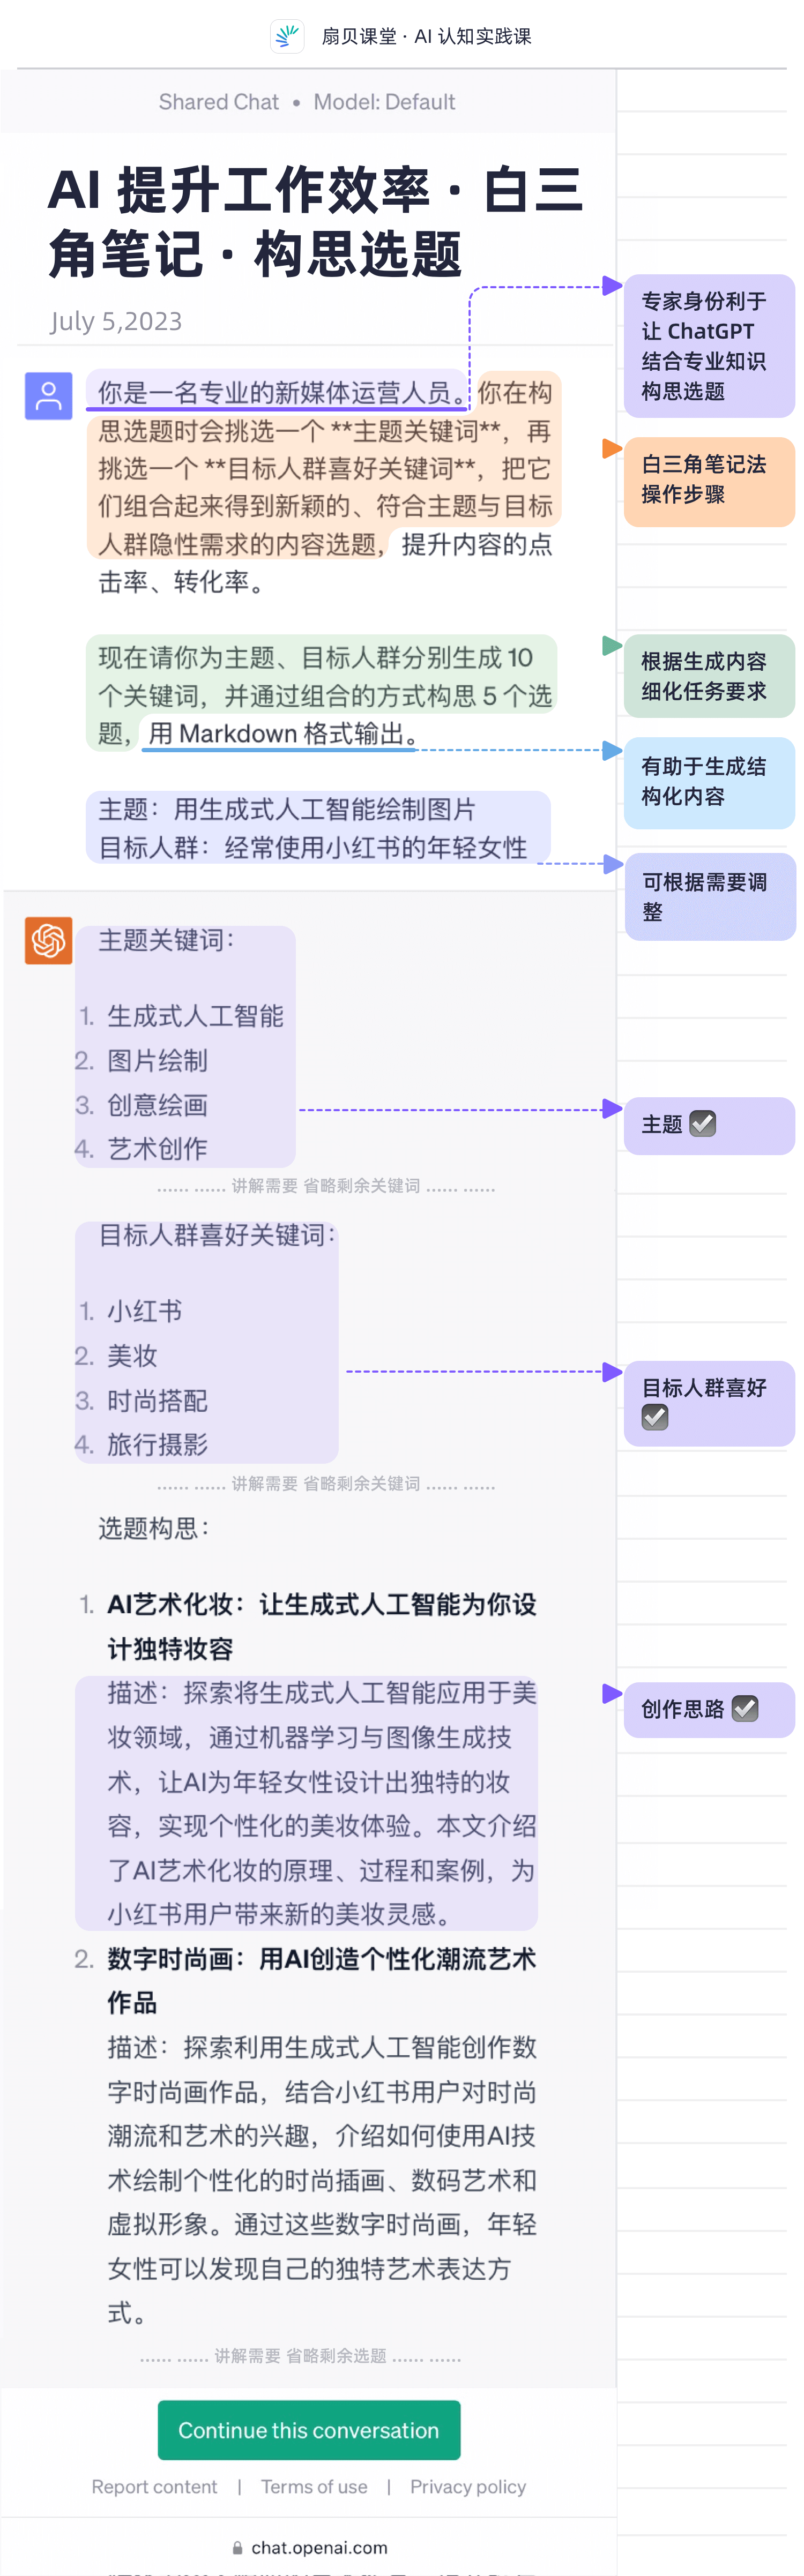 扇贝课堂 · AI 认知实践课
Shared Chat • Model: Default
AI 提升工作效率 · 白三
角笔记 · 构思选题
July 5,2023
专家身份利于
让 ChatGPT
结合专业知识
构思选题
你是一名专业的新媒体运营人员。你在构
思选题时会挑选一个 **主题关键词**，再
挑选一个 **目标人群喜好关键词**，把它
们组合起来得到新颖的、符合主题与目标
人群隐性需求的内容选题，提升内容的点
击率、转化率。
白三角笔记法
操作步骤
现在请你为主题、目标人群分别生成 10
个关键词，并通过组合的方式构思 5 个选
题，用 Markdown 格式输出。
根据生成内容
细化任务要求
有助于生成结
构化内容
主题：用生成式人工智能绘制图片
目标人群：经常使用小红书的年轻女性
可根据需要调
整
主题关键词：
1. 生成式人工智能
2. 图片绘制
3. 创意绘画
4. 艺术创作
主题 ☑
...... ...... 讲解需要 省略剩余关键词 ...... ......
目标人群喜好关键词：
1. 小红书
2. 美妆
3. 时尚搭配
4. 旅行摄影
目标人群喜好
☑
...... ...... 讲解需要 省略剩余关键词 ...... ......
选题构思：
1. AI艺术化妆：让生成式人工智能为你设
计独特妆容
描述：探索将生成式人工智能应用于美
妆领域，通过机器学习与图像生成技
术，让AI为年轻女性设计出独特的妆
容，实现个性化的美妆体验。本文介绍
了AI艺术化妆的原理、过程和案例，为
小红书用户带来新的美妆灵感。
创作思路 ☑
2. 数字时尚画：用AI创造个性化潮流艺术
作品
描述：探索利用生成式人工智能创作数
字时尚画作品，结合小红书用户对时尚
潮流和艺术的兴趣，介绍如何使用AI技
术绘制个性化的时尚插画、数码艺术和
虚拟形象。通过这些数字时尚画，年轻
女性可以发现自己的独特艺术表达方
式。
...... ...... 讲解需要 省略剩余选题 ...... ......
Continue this conversation
Report content | Terms of use | Privacy policy
chat.openai.com